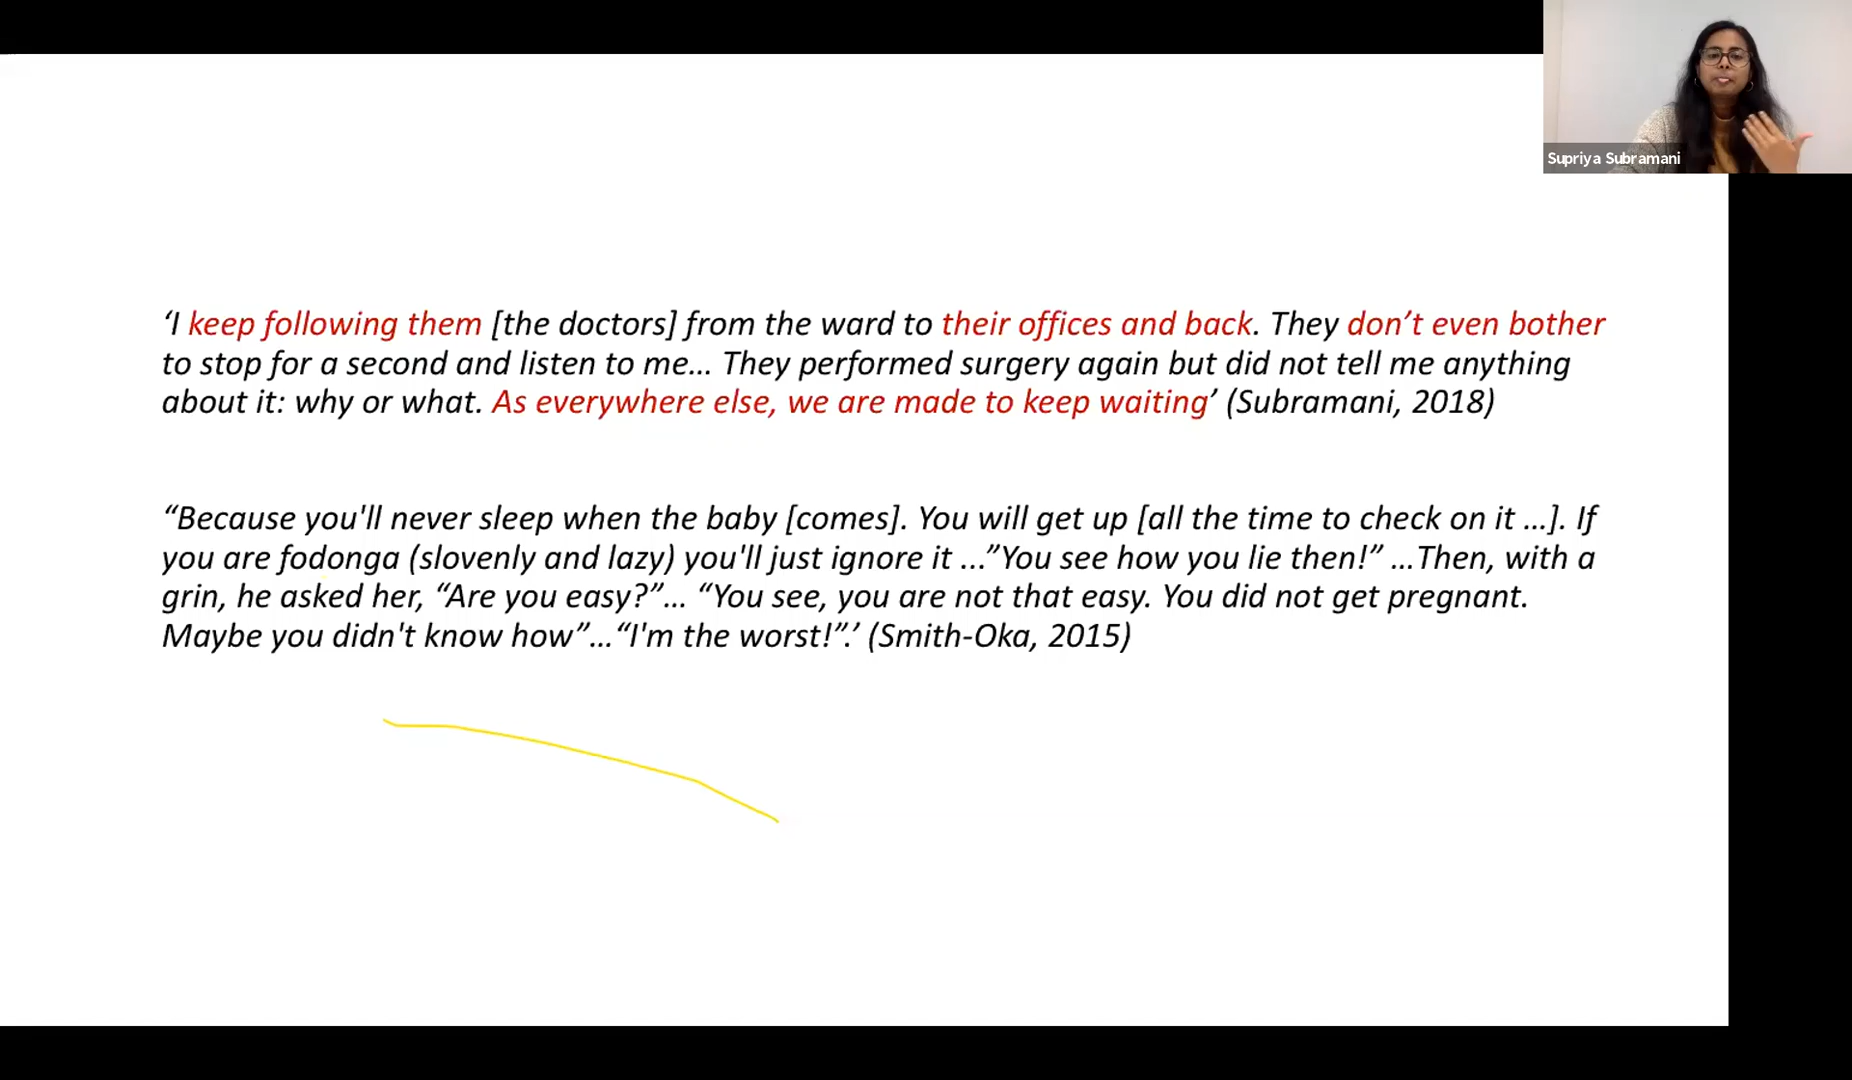 Supriya Subramani
‘I keep following them [the doctors] from the ward to their offices and back. They don’t even bother
to stop for a second and listen to me... They performed surgery again but did not tell me anything
about it: why or what. As everywhere else, we are made to keep waiting’ (Subramani, 2018)
“Because you'll never sleep when the baby [comes]. You will get up [all the time to check on it ...]. If
you are fodonga (slovenly and lazy) you'll just ignore it ...”You see how you lie then!” ...Then, with a
grin, he asked her, “Are you easy?”... “You see, you are not that easy. You did not get pregnant.
Maybe you didn't know how”...“I'm the worst!”.’ (Smith-Oka, 2015)